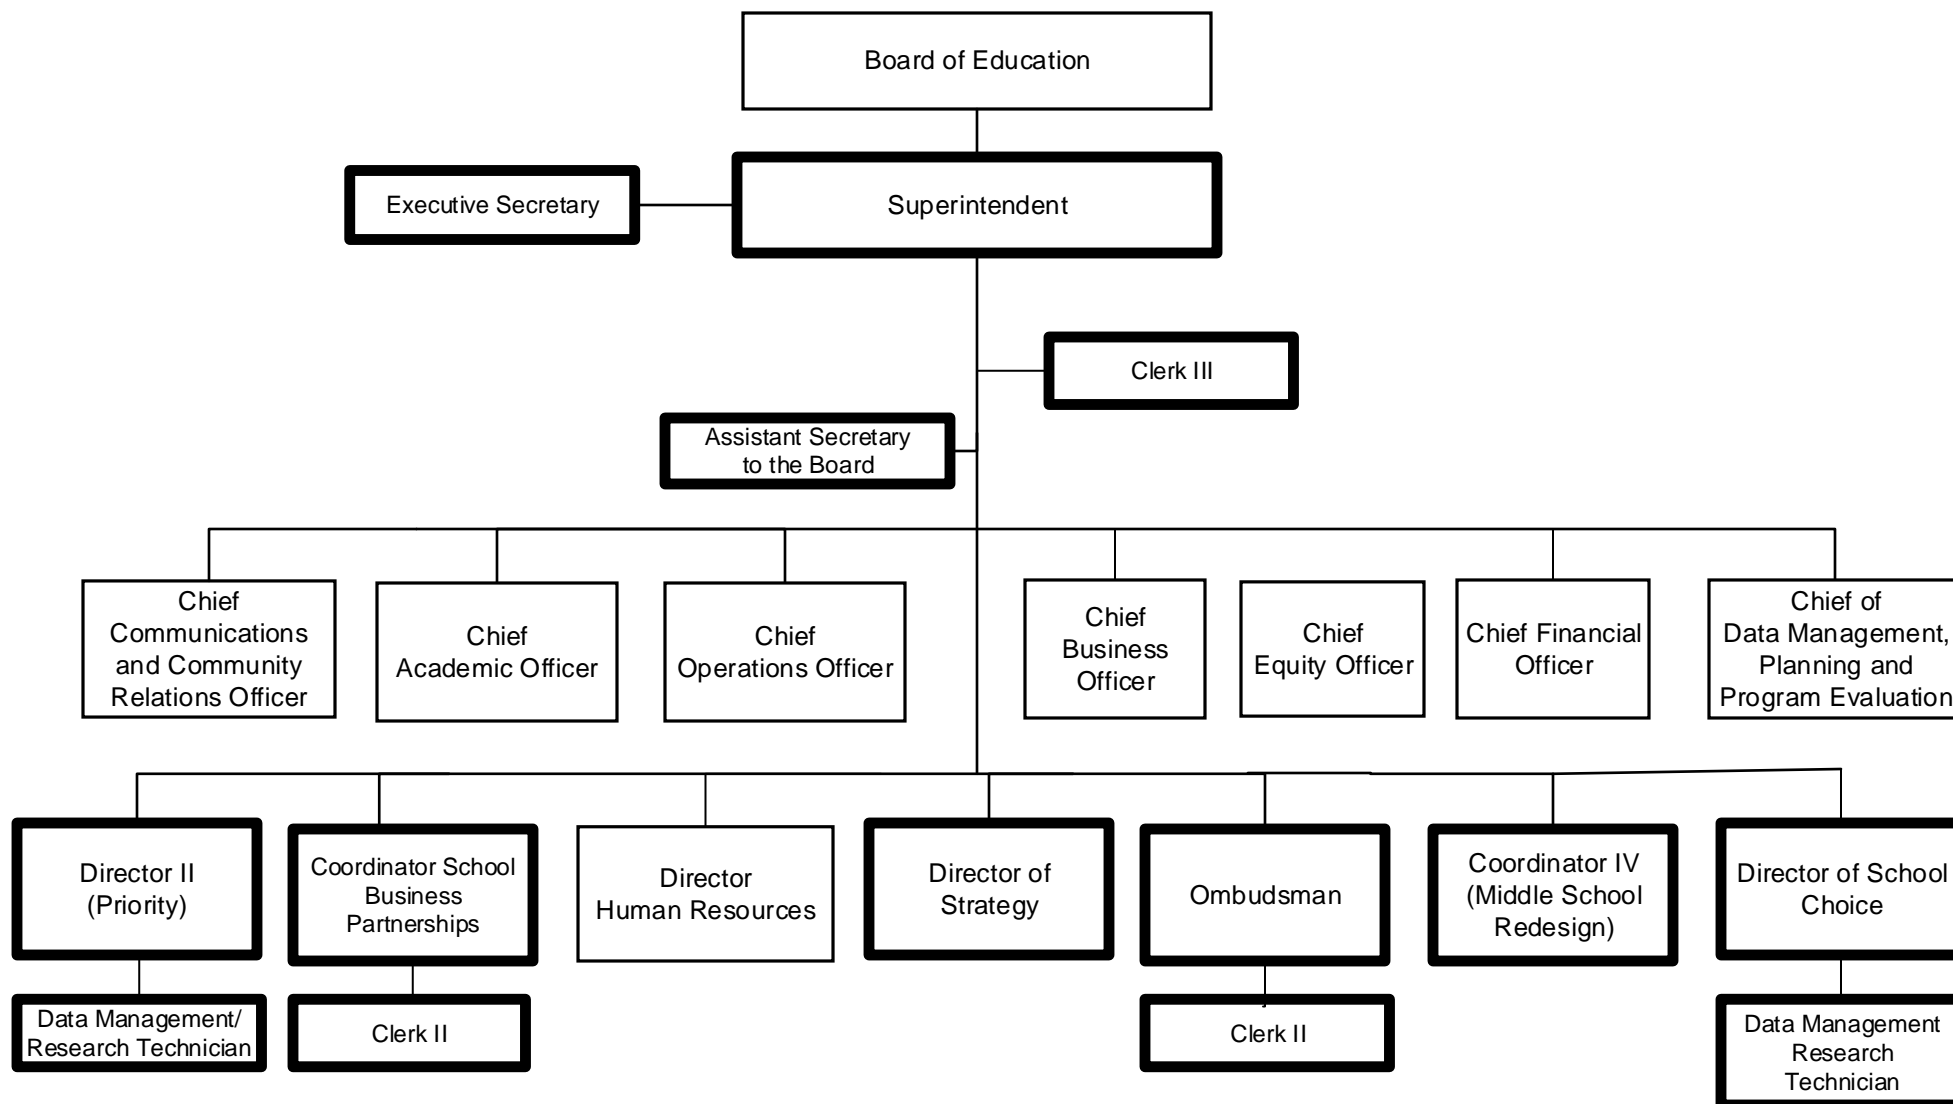 Board of Education
Executive Secretary
Superintendent
Clerk III
Assistant Secretary
to the Board
Chief
Communications
and Community
Relations Officer
Chief
Academic Officer
Chief
Operations Officer
Chief
Business
Officer
Chief
Equity Officer
Chief Financial
Officer
Chief of
Data Management,
Planning and
Program Evaluation
Director II
(Priority)
Coordinator School
Business
Partnerships
Director
Human Resources
Director of
Strategy
Ombudsman
Coordinator IV
(Middle School
Redesign)
Director of School
Choice
Data Management/
Research Technician
Clerk II
Clerk II
Data Management
Research
Technician